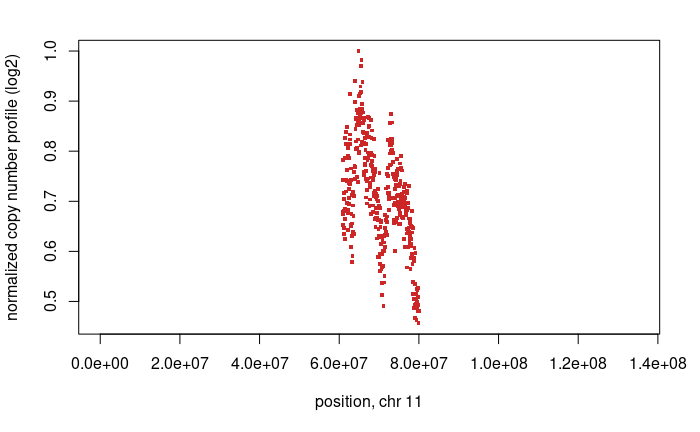 normalized copy number profile (log2)
1.0
0.9
0.8
0.7
0.6
0.5
0.0e+00 2.0e+07 4.0e+07 6.0e+07 8.0e+07 1.0e+08 1.2e+08 1.4e+08
position, chr 11